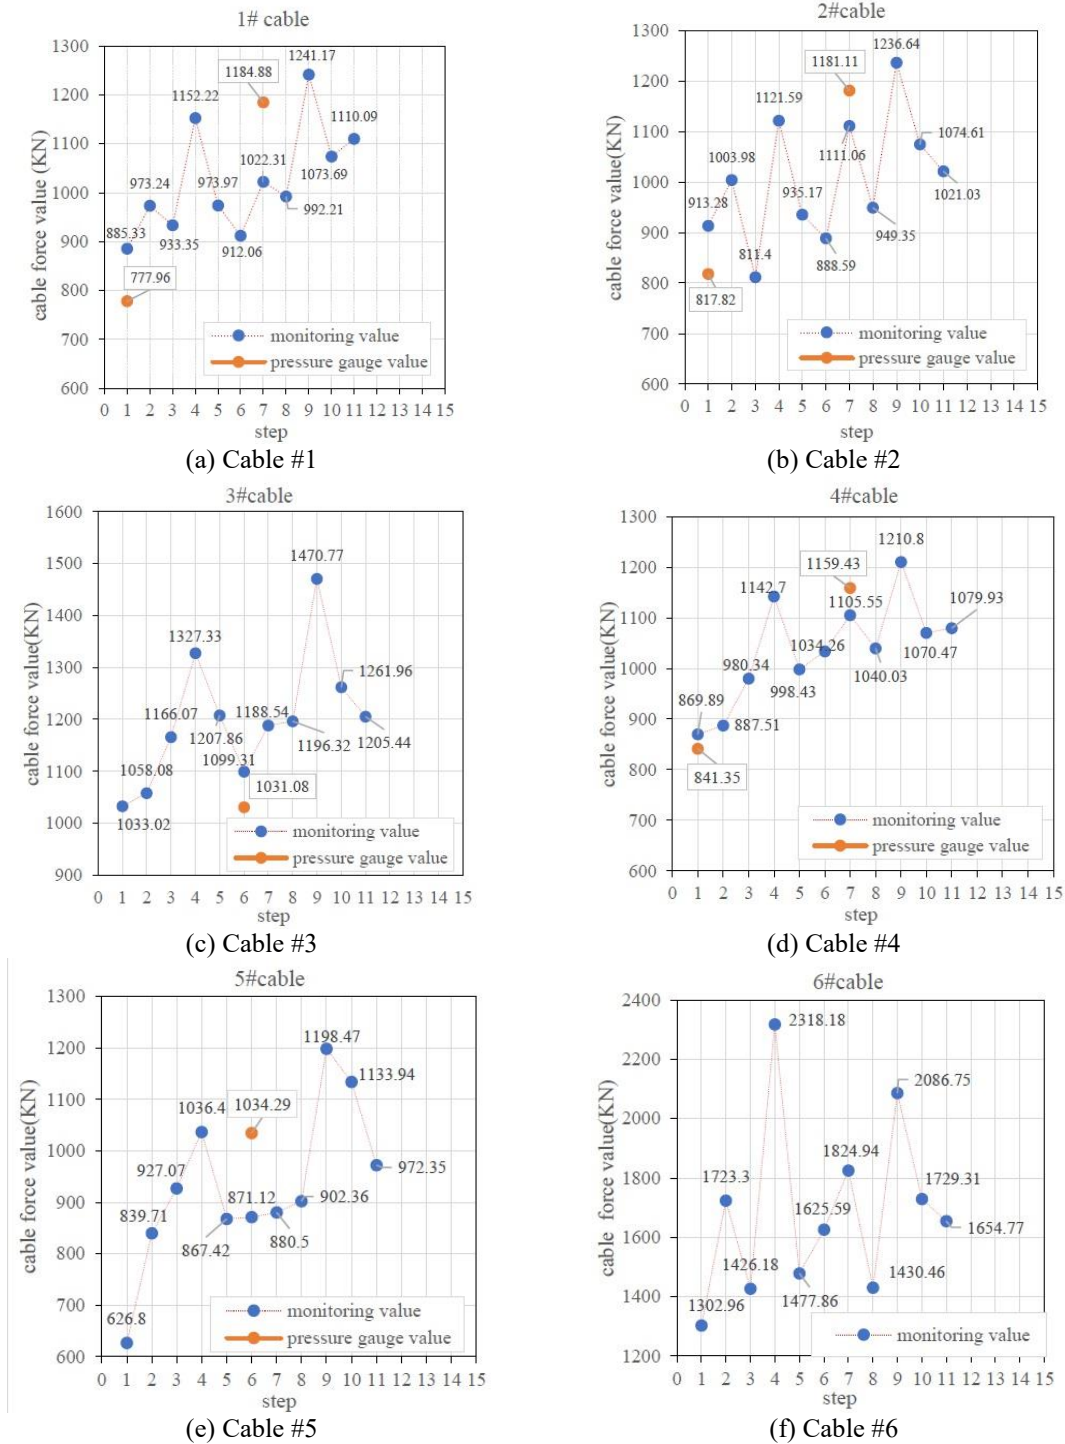 1# cable
1300
1200
1100
1000
900
800
700
600
cable force value (KN)
885.33
973.24
933.35
1152.22
973.97
912.06
1022.31
992.21
1241.17
1073.69
1110.09
777.96
1184.88
monitoring value
pressure gauge value
0 1 2 3 4 5 6 7 8 9 10 11 12 13 14 15
step
(a) Cable #1
2#cable
1300
1200
1100
1000
900
800
700
600
cable force value(KN)
913.28
1003.98
811.4
1121.59
935.17
888.59
1111.06
949.35
1236.64
1074.61
1021.03
817.82
1181.11
monitoring value
pressure gauge value
0 1 2 3 4 5 6 7 8 9 10 11 12 13 14 15
step
(b) Cable #2
3#cable
1600
1500
1400
1300
1200
1100
1000
900
cable force value(KN)
1033.02
1058.08
1166.07
1327.33
1207.86
1099.31
1188.54
1196.32
1470.77
1261.96
1205.44
1031.08
monitoring value
pressure gauge value
0 1 2 3 4 5 6 7 8 9 10 11 12 13 14 15
step
(c) Cable #3
4#cable
1300
1200
1100
1000
900
800
700
600
cable force value(KN)
869.89
887.51
980.34
1142.7
998.43
1034.26
1105.55
1040.03
1210.8
1070.47
1079.93
841.35
1159.43
monitoring value
pressure gauge value
0 1 2 3 4 5 6 7 8 9 10 11 12 13 14 15
step
(d) Cable #4
5#cable
1300
1200
1100
1000
900
800
700
600
cable force value(KN)
626.8
839.71
927.07
1036.4
867.42
871.12
880.5
902.36
1198.47
1133.94
972.35
1034.29
monitoring value
pressure gauge value
0 1 2 3 4 5 6 7 8 9 10 11 12 13 14 15
step
(e) Cable #5
6#cable
2400
2200
2000
1800
1600
1400
1200
cable force value(KN)
1302.96
1723.3
1426.18
2318.18
1477.86
1625.59
1824.94
1430.46
2086.75
1729.31
1654.77
monitoring value
0 1 2 3 4 5 6 7 8 9 10 11 12 13 14 15
step
(f) Cable #6